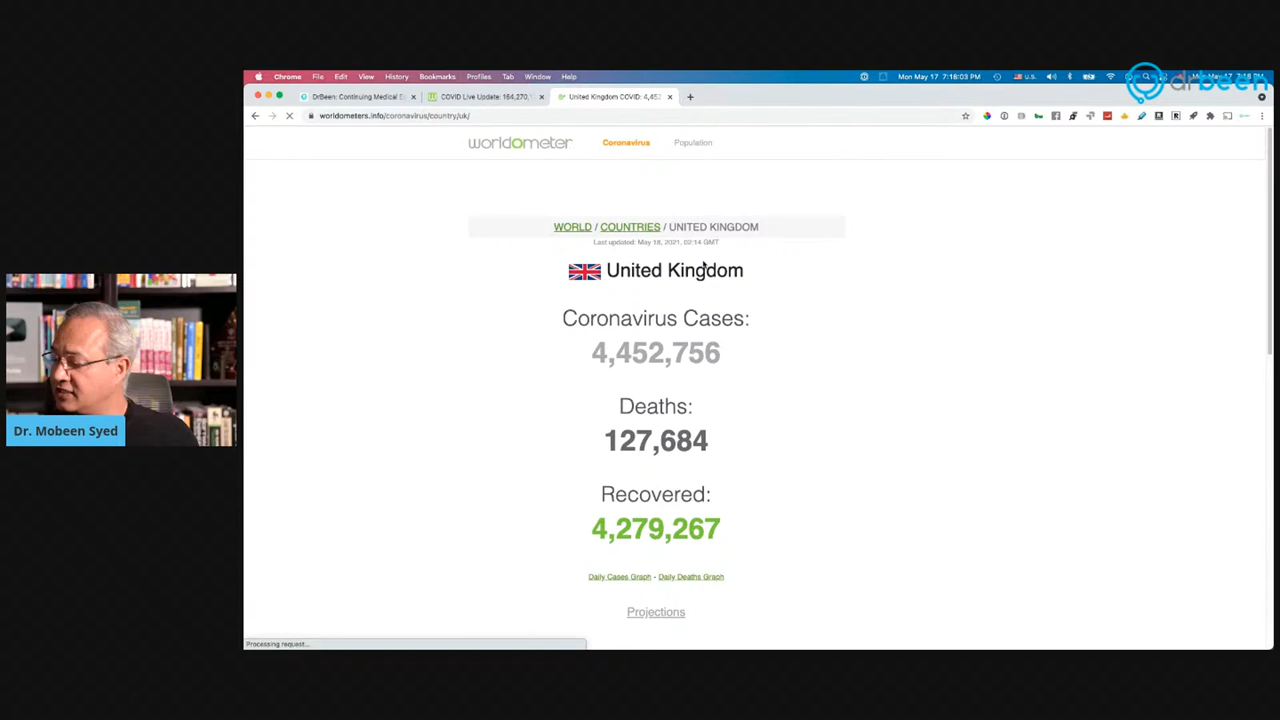 Chrome File Edit View History Bookmarks Profiles Tab Window Help
U.S.
Mon May 17 7:18:03 PM
drbeen
DrBeen: Continuing Medical E
COVID Live Update: 164,270,
United Kingdom COVID: 4,452
worldometers.info/coronavirus/country/uk/
worldometer
Coronavirus
Population
WORLD / COUNTRIES / UNITED KINGDOM
Last updated: May 18, 2021, 02:14 GMT
United Kingdom
Coronavirus Cases:
4,452,756
Deaths:
127,684
Recovered:
4,279,267
Daily Cases Graph - Daily Deaths Graph
Projections
Processing request...
Dr. Mobeen Syed